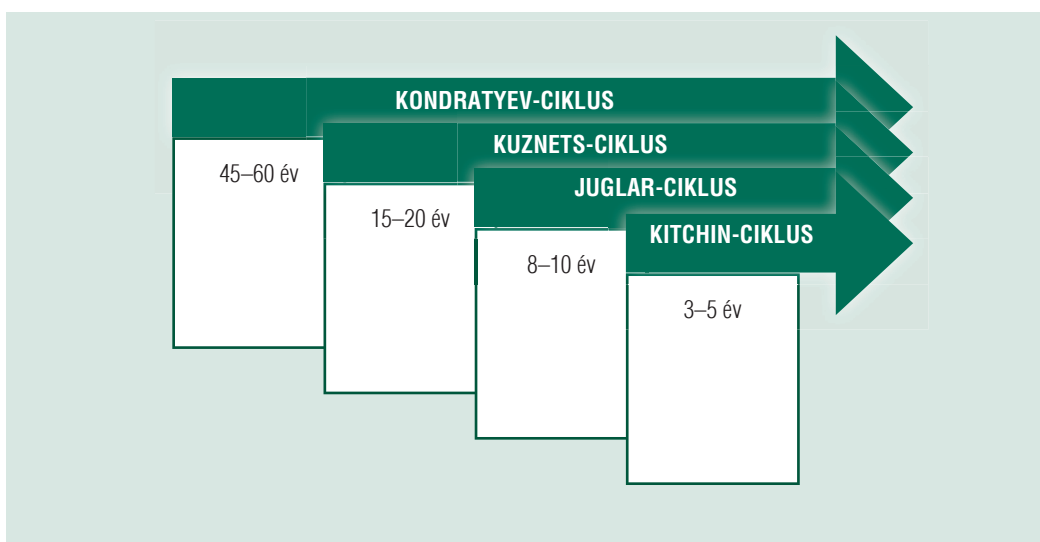 KONDRATYEV-CIKLUS
45–60 év
KUZNETS-CIKLUS
15–20 év
JUGLAR-CIKLUS
8–10 év
KITCHIN-CIKLUS
3–5 év